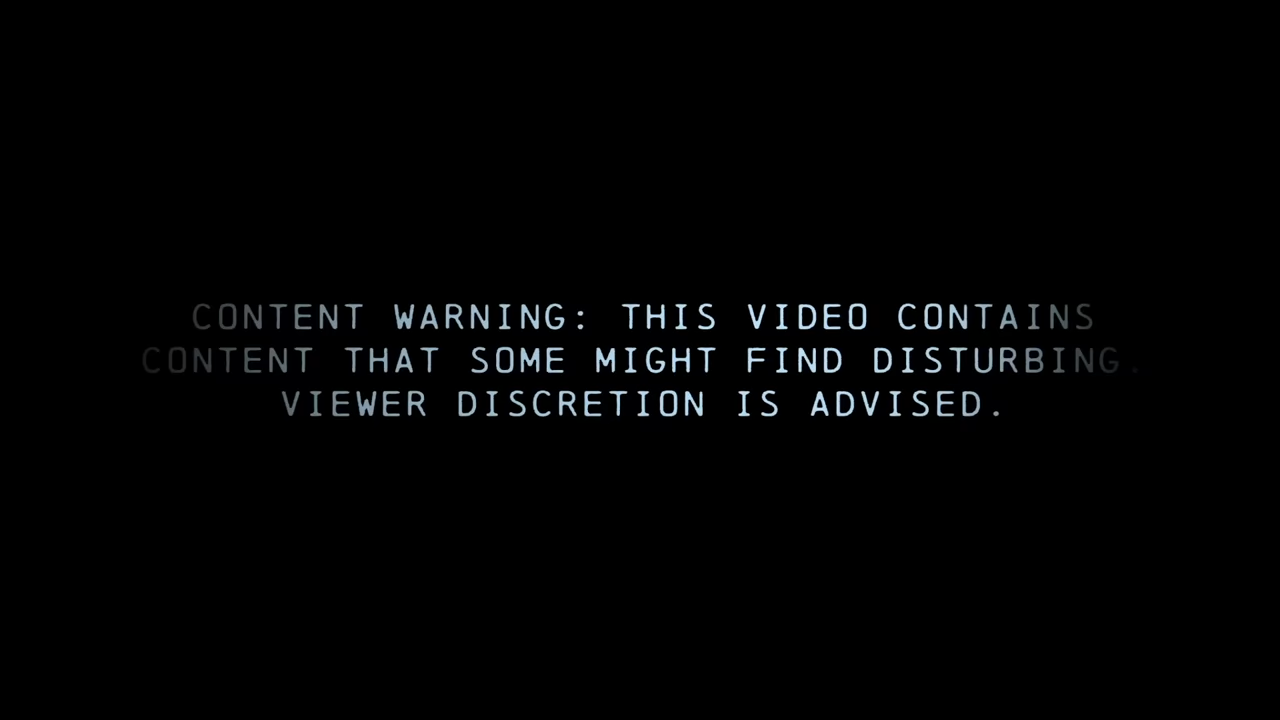 CONTENT WARNING: THIS VIDEO CONTAINS
CONTENT THAT SOME MIGHT FIND DISTURBING.
VIEWER DISCRETION IS ADVISED.